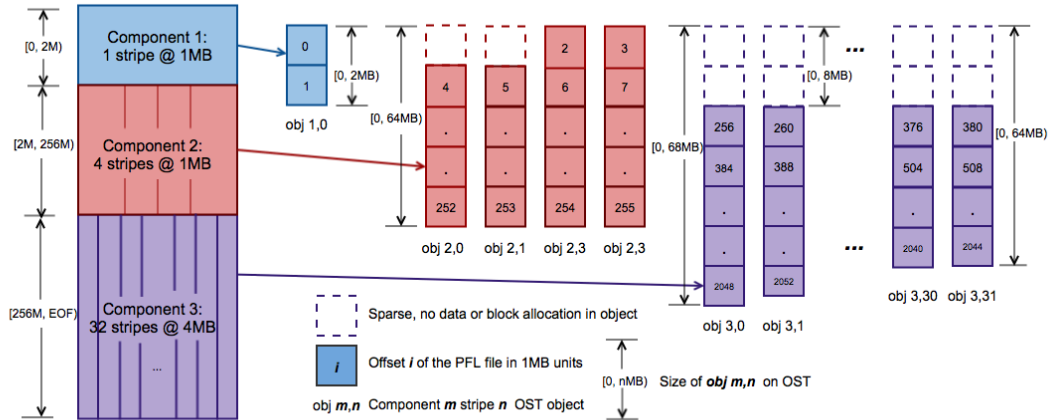 Component 1:
1 stripe @ 1MB
[0, 2M)
Component 2:
4 stripes @ 1MB
[2M, 256M)
Component 3:
32 stripes @ 4MB
...
[256M, EOF)
0
1
[0, 2MB)
obj 1,0
[0, 64MB)
2
3
4
5
6
7
.
.
.
.
.
.
.
.
252
253
254
255
obj 2,0
obj 2,1
obj 2,3
obj 2,3
[0, 68MB)
...
[0, 8MB)
256
260
376
380
384
388
504
508
.
.
.
.
.
.
.
.
2048
2052
...
2040
2044
[0, 64MB)
obj 3,0
obj 3,1
obj 3,30
obj 3,31
Sparse, no data or block allocation in object
i
Offset i of the PFL file in 1MB units
obj m,n Component m stripe n OST object
[0, nMB)
Size of obj m,n on OST